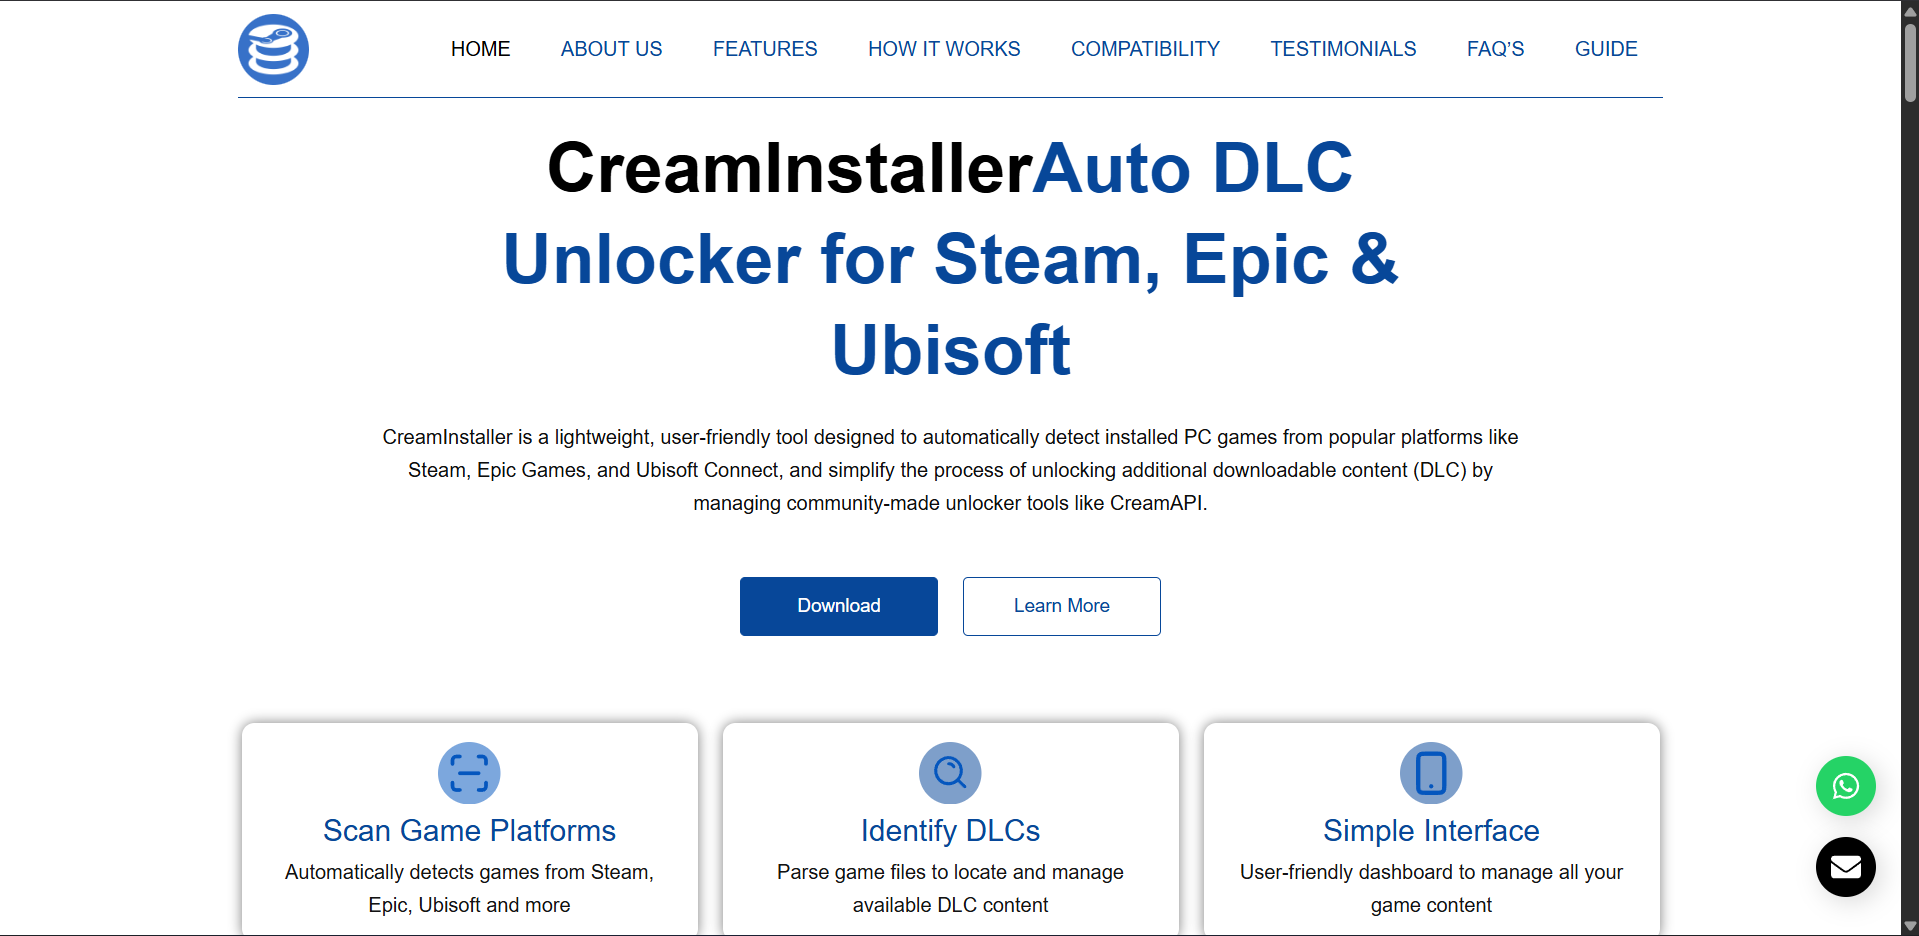 HOME ABOUT US FEATURES HOW IT WORKS COMPATIBILITY TESTIMONIALS FAQ’S GUIDE
CreamInstallerAuto DLC
Unlocker for Steam, Epic &
Ubisoft
CreamInstaller is a lightweight, user-friendly tool designed to automatically detect installed PC games from popular platforms like
Steam, Epic Games, and Ubisoft Connect, and simplify the process of unlocking additional downloadable content (DLC) by
managing community-made unlocker tools like CreamAPI.
Download
Learn More
Scan Game Platforms
Automatically detects games from Steam,
Epic, Ubisoft and more
Identify DLCs
Parse game files to locate and manage
available DLC content
Simple Interface
User-friendly dashboard to manage all your
game content